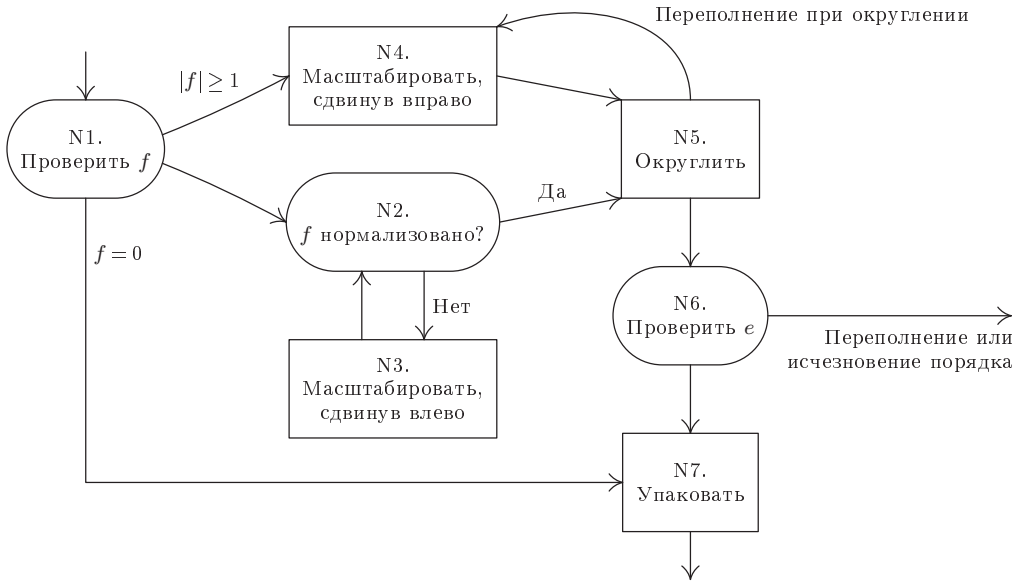 Переполнение при округлении
N4.
Масштабировать,
сдвинув вправо
|f| ≥ 1
N1.
Проверить f
N5.
Округлить
Да
N2.
f нормализовано?
f = 0
Нет
N6.
Проверить e
Переполнение или
исчезновение порядка
N3.
Масштабировать,
сдвинув влево
N7.
Упаковать